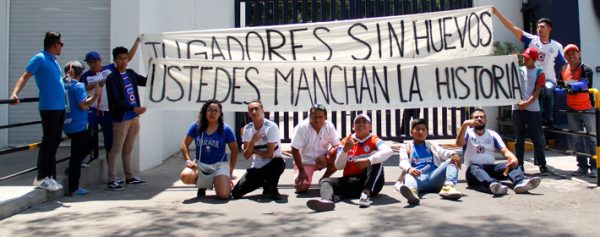 JUGADORES SIN HUEVOS
USTEDES MANCHAN LA HISTORIA